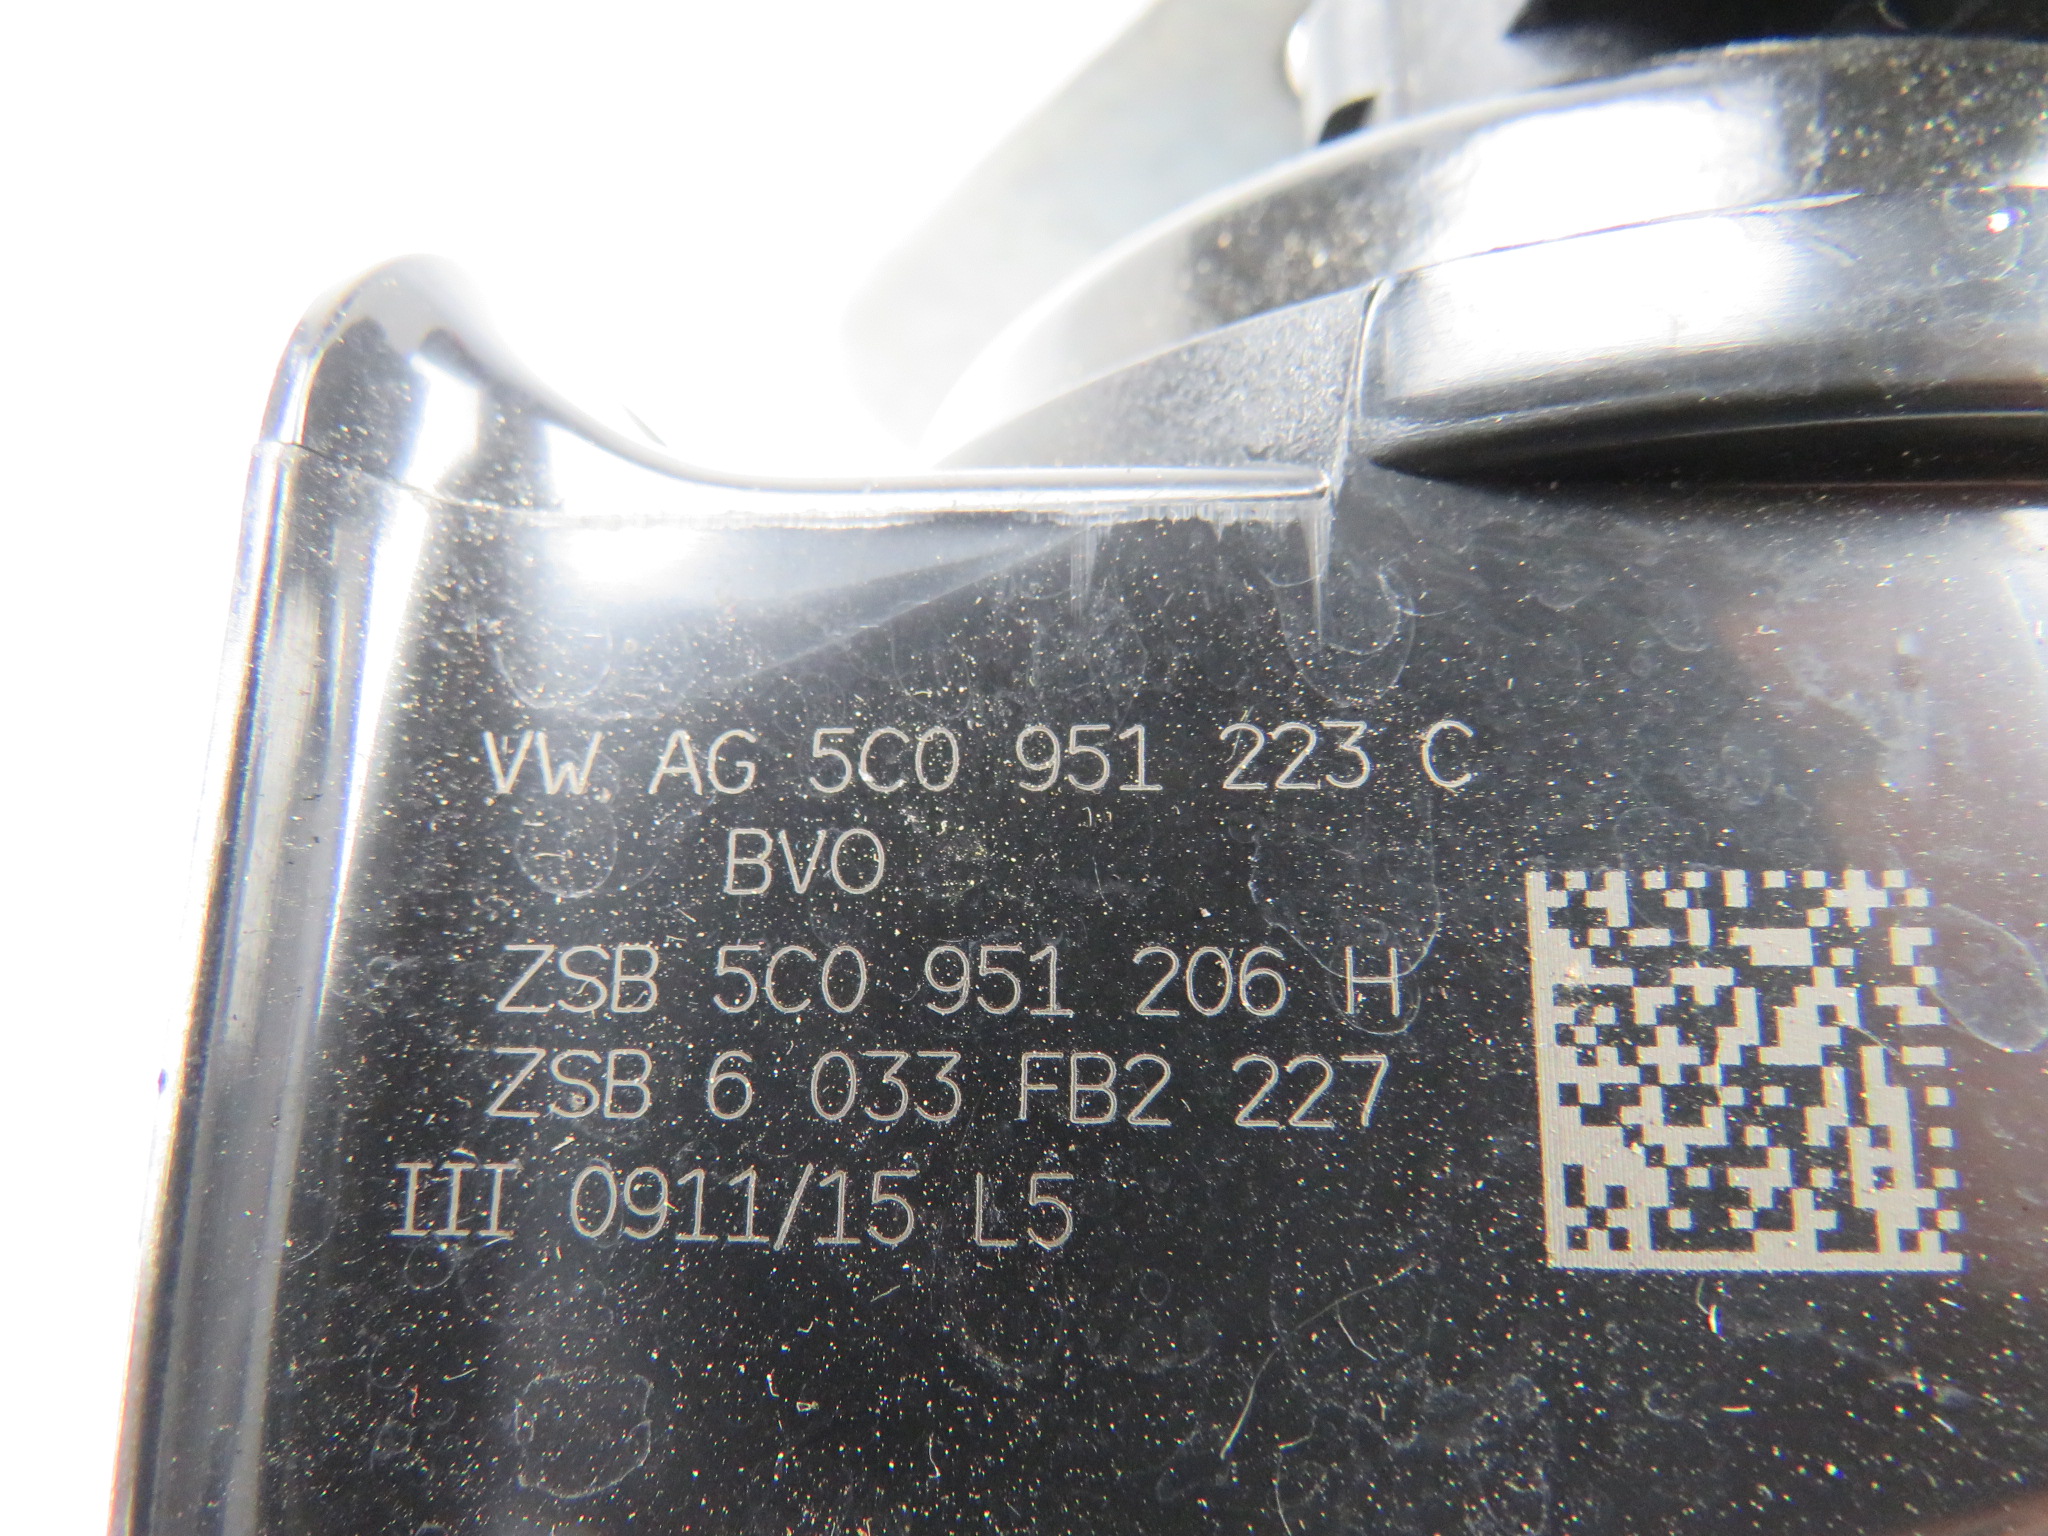 VW AG 5C0 951 223 C
BVO
ZSB 5C0 951 206 H
ZSB 6 033 FB2 227
III 0911/15 L5